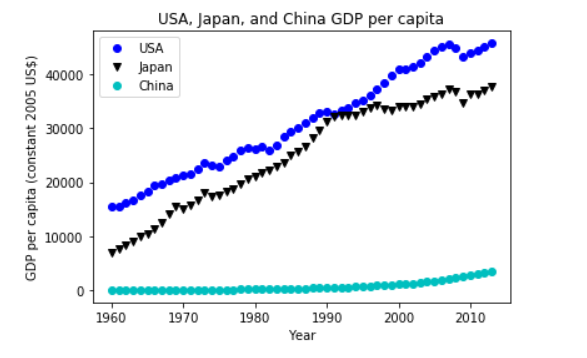 USA, Japan, and China GDP per capita
USA
Japan
China
GDP per capita (constant 2005 US$)
40000
30000
20000
10000
0
1960 1970 1980 1990 2000 2010
Year